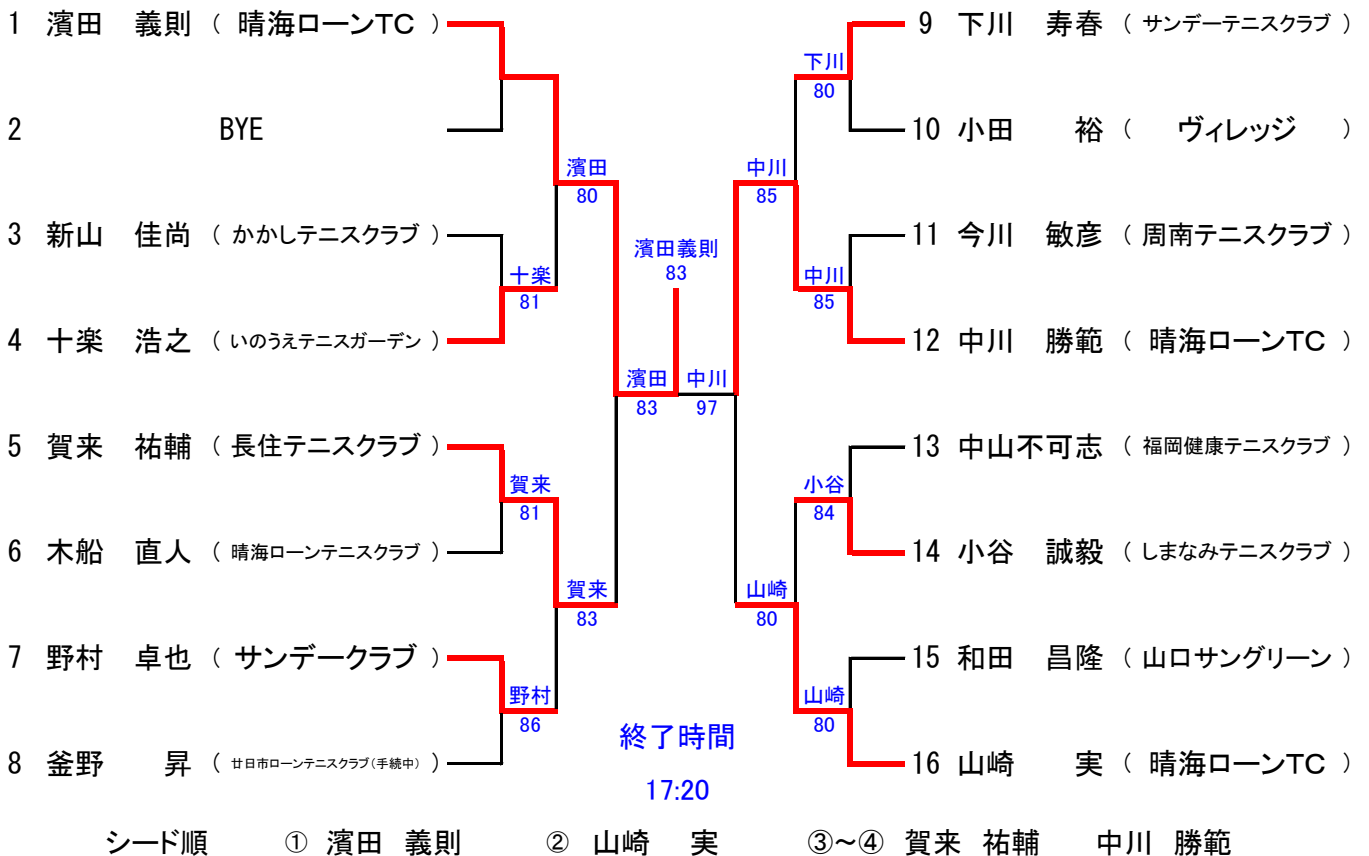 1 濱田 義則 ( 晴海ローンTC )
2 BYE
3 新山 佳尚 ( かかしテニスクラブ )
4 十楽 浩之 ( いのうえテニスガーデン )
5 賀来 祐輔 ( 長住テニスクラブ )
6 木船 直人 ( 晴海ローンテニスクラブ )
7 野村 卓也 ( サンデークラブ )
8 釜野 昇 ( 廿日市ローンテニスクラブ(手続中) )
十楽
81
賀来
81
野村
86
濱田
80
賀来
83
濱田
83
濱田義則
83
中川
97
中川
85
山崎
80
下川
80
中川
85
小谷
84
山崎
80
9 下川 寿春 ( サンデーテニスクラブ )
10 小田 裕 ( ヴィレッジ )
11 今川 敏彦 ( 周南テニスクラブ )
12 中川 勝範 ( 晴海ローンTC )
13 中山不可志 ( 福岡健康テニスクラブ )
14 小谷 誠毅 ( しまなみテニスクラブ )
15 和田 昌隆 ( 山口サングリーン )
16 山崎 実 ( 晴海ローンTC )
終了時間
17:20
シード順 ① 濱田 義則 ② 山崎 実 ③~④ 賀来 祐輔 中川 勝範